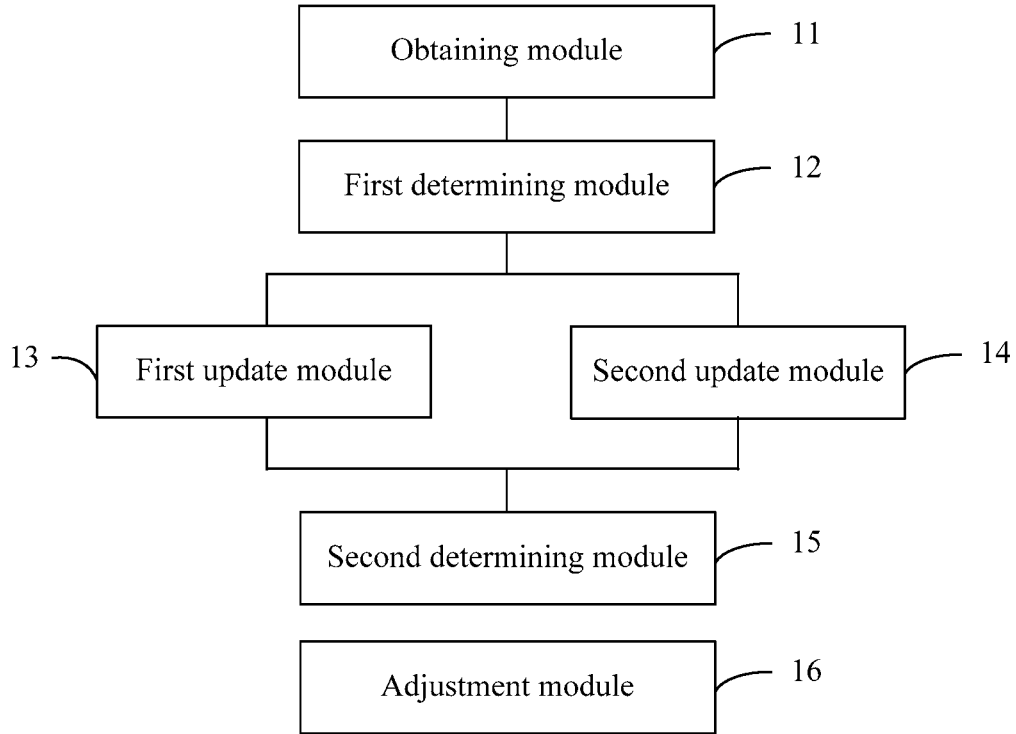 Obtaining module
11
First determining module
12
13
First update module
Second update module
14
Second determining module
15
Adjustment module
16